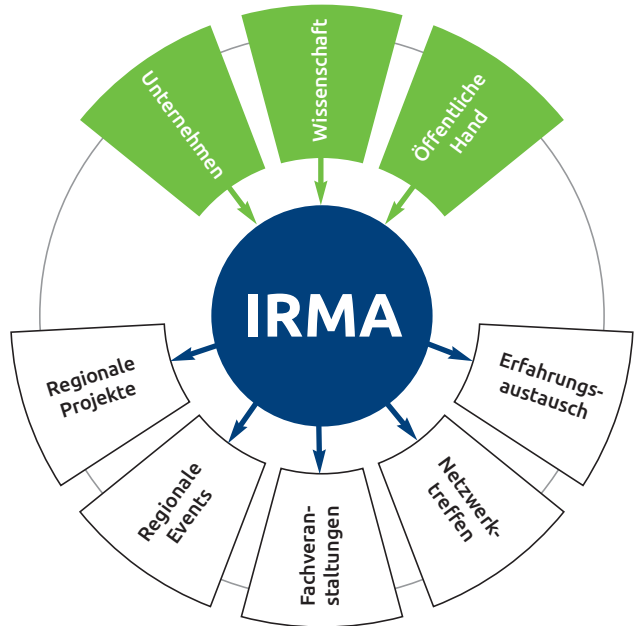 Unternehmen
Wissenschaft
Öffentliche
Hand
IRMA
Regionale
Projekte
Regionale
Events
Fachveran-
staltungen
Netzwerk-
treffen
Erfahrungs-
austausch